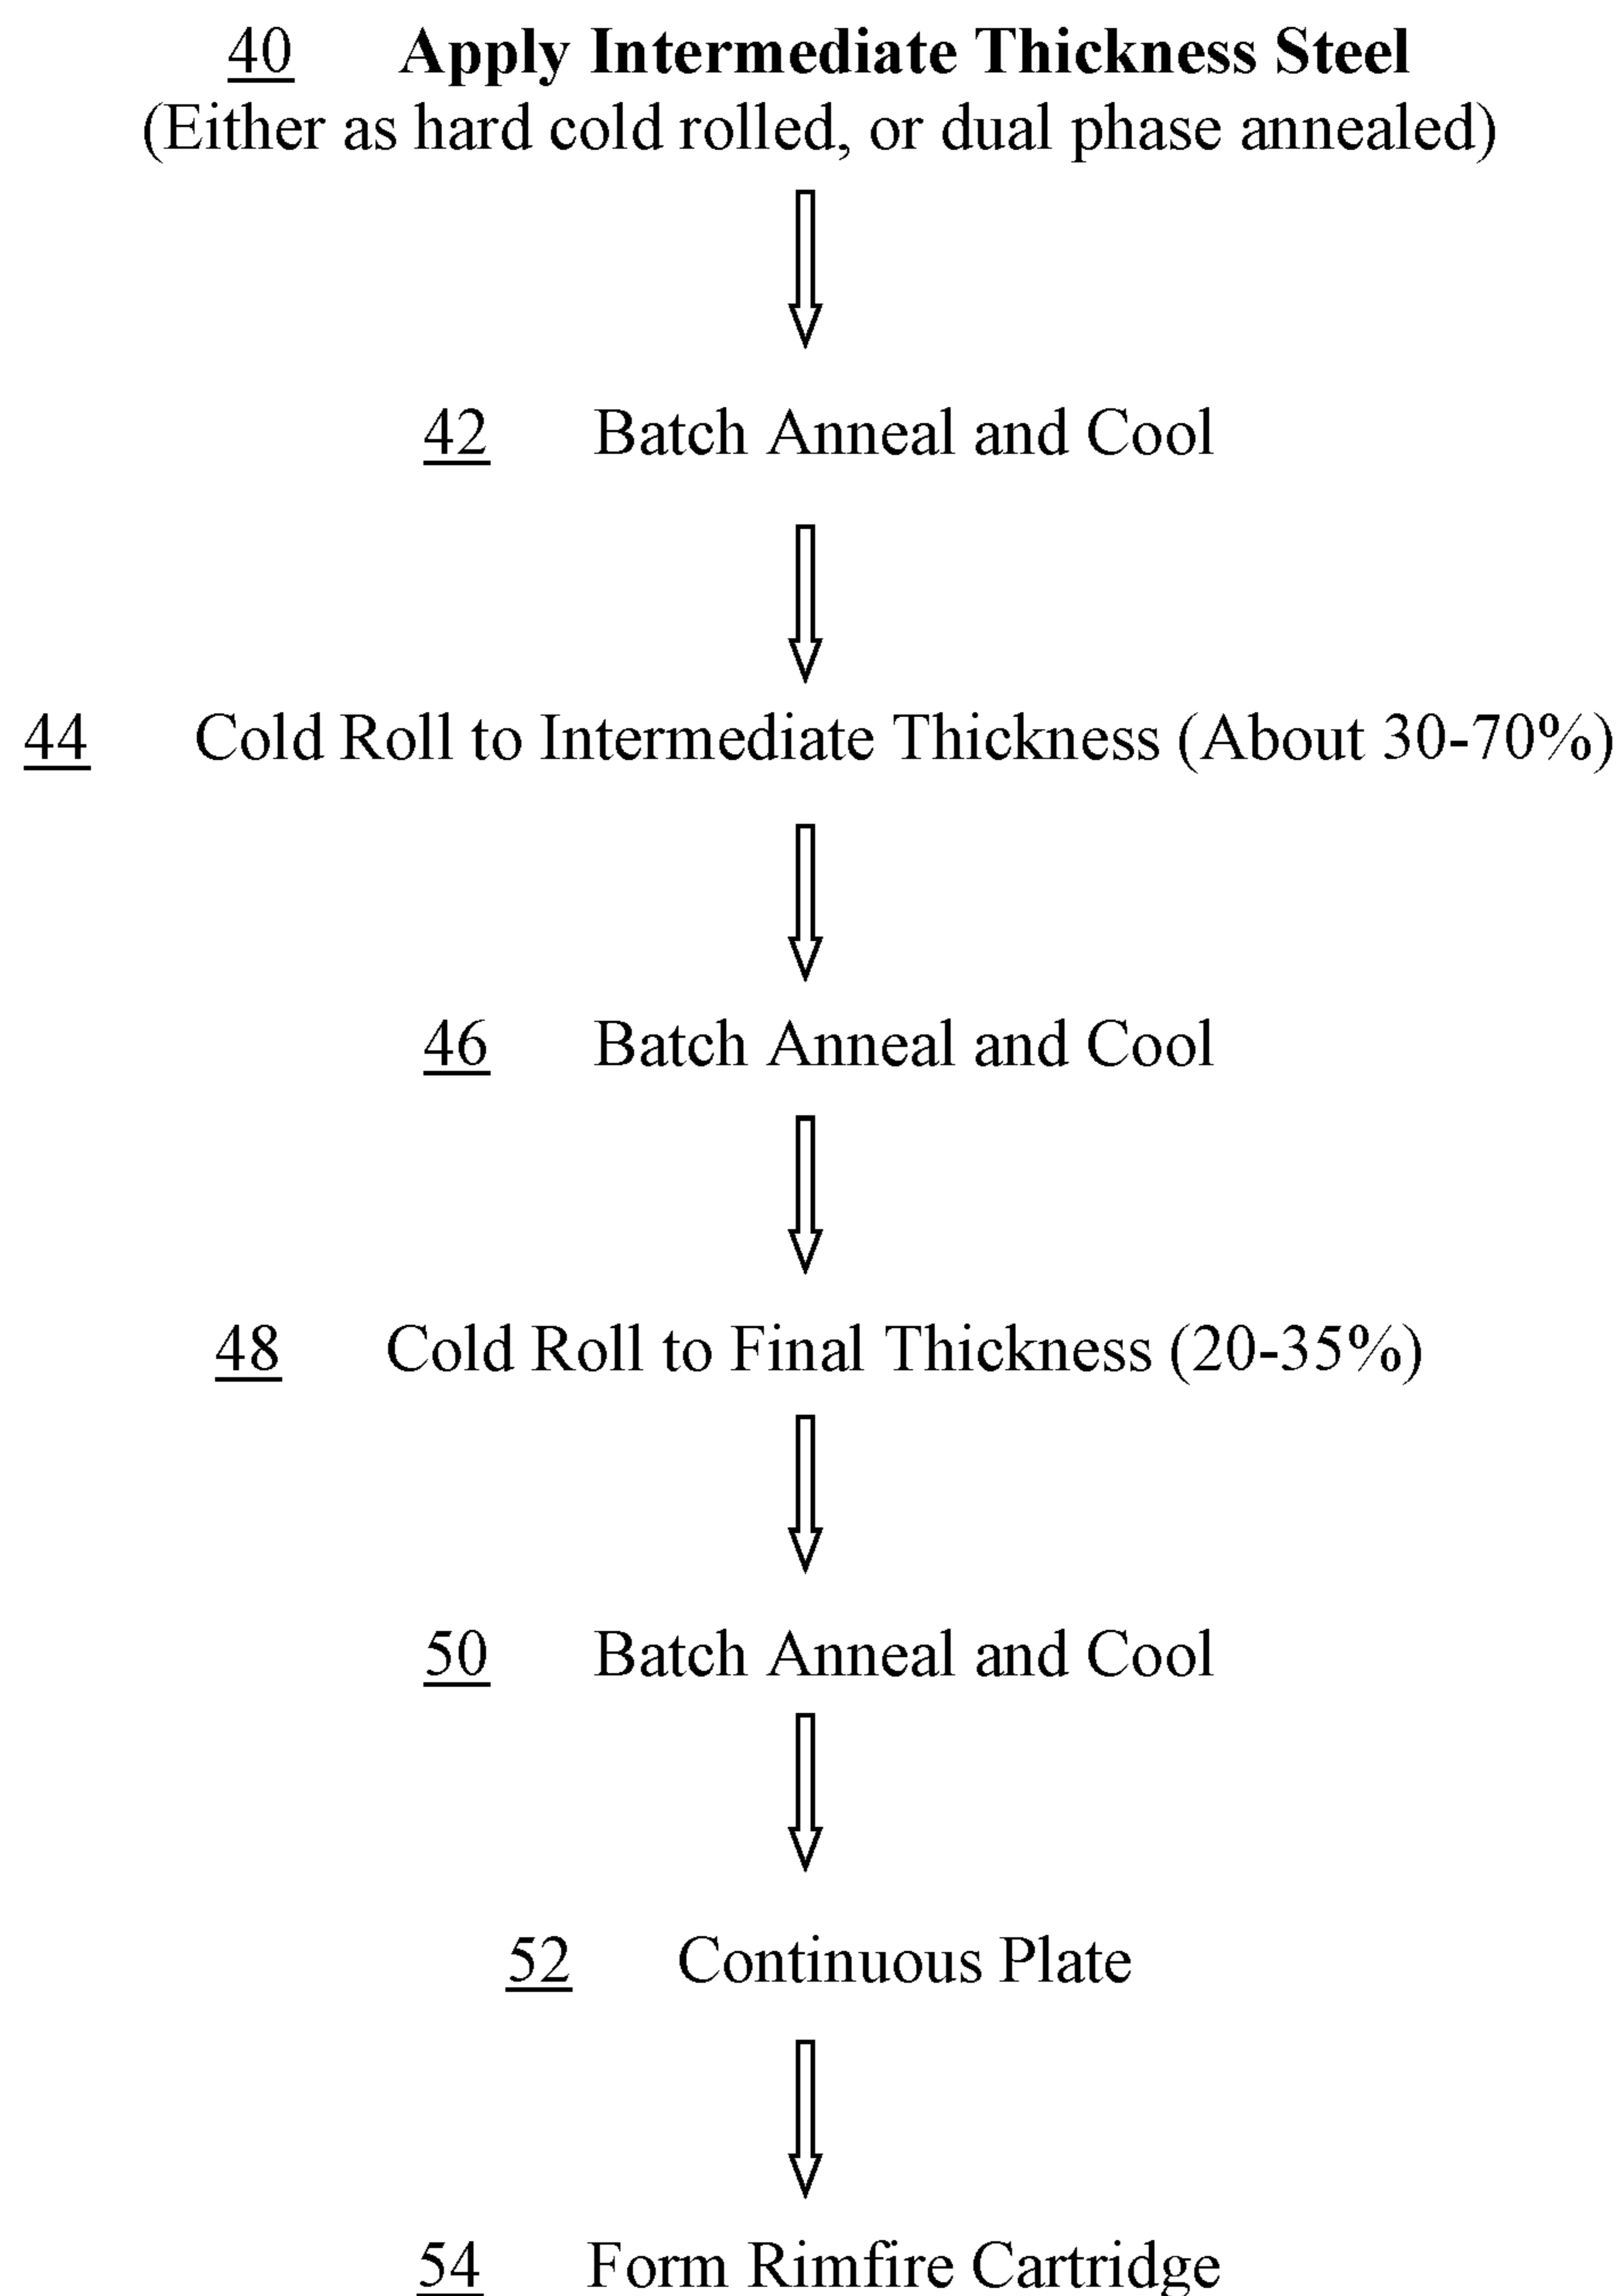 40 Apply Intermediate Thickness Steel
(Either as hard cold rolled, or dual phase annealed)
42 Batch Anneal and Cool
44 Cold Roll to Intermediate Thickness (About 30-70%)
46 Batch Anneal and Cool
48 Cold Roll to Final Thickness (20-35%)
50 Batch Anneal and Cool
52 Continuous Plate
54 Form Rimfire Cartridge